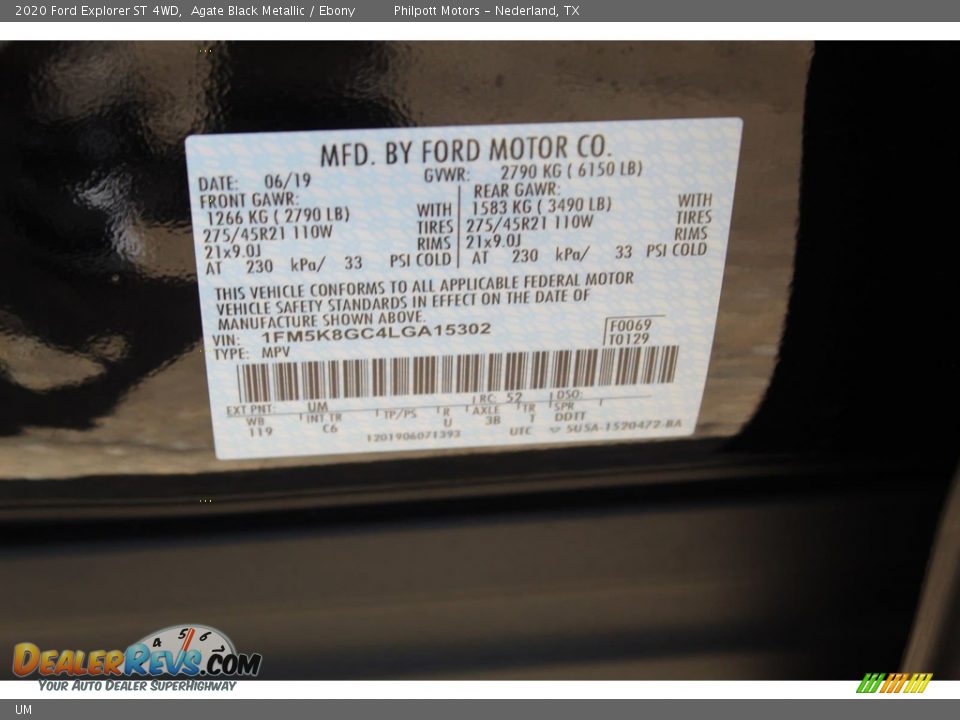 2020 Ford Explorer ST 4WD, Agate Black Metallic / Ebony Philpott Motors - Nederland, TX
MFD. BY FORD MOTOR CO.
DATE: 06/19 GVWR: 2790 KG ( 6150 LB)
FRONT GAWR: REAR GAWR:
1266 KG ( 2790 LB) WITH 1583 KG ( 3490 LB) WITH
275/45R21 110W TIRES 275/45R21 110W TIRES
21x9.0J RIMS 21x9.0J RIMS
AT 230 kPa/ 33 PSI COLD AT 230 kPa/ 33 PSI COLD
THIS VEHICLE CONFORMS TO ALL APPLICABLE FEDERAL MOTOR
VEHICLE SAFETY STANDARDS IN EFFECT ON THE DATE OF
MANUFACTURE SHOWN ABOVE.
VIN: 1FM5K8GC4LGA15302 F0069
TYPE: MPV T0129
EXT PNT: UM RC: 52 DSO:
WB INT TR TP/PS R AXLE TR SPR
119 C6 U 3B T DDTT
1201906071393 UTC 5U5A-1520472-BA
4 5 6
DEALERREVS.COM
YOUR AUTO DEALER SUPERHIGHWAY
UM